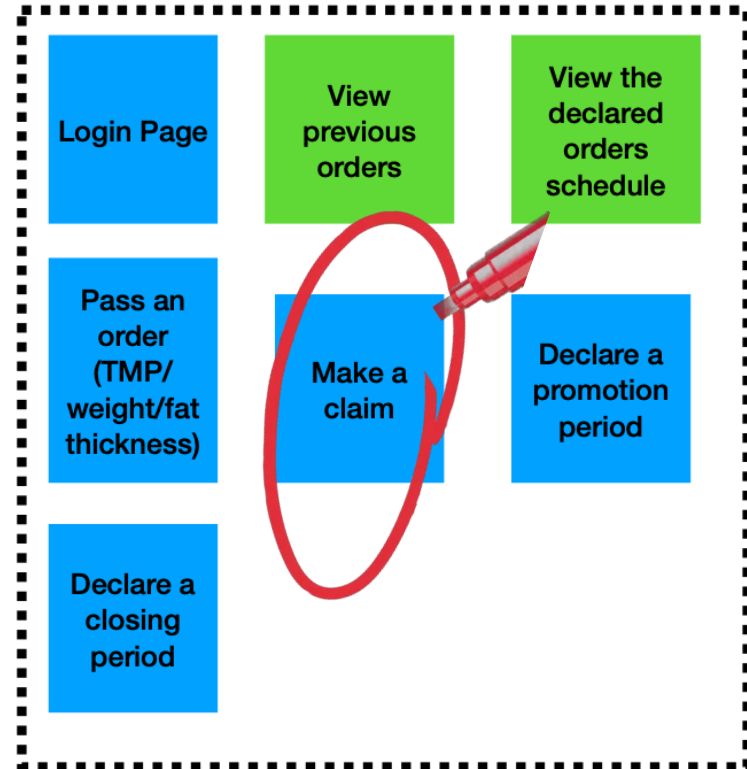 Login Page
View
previous
orders
View the
declared
orders
schedule
Pass an
order
(TMP/
weight/fat
thickness)
Make a
claim
Declare a
promotion
period
Declare a
closing
period